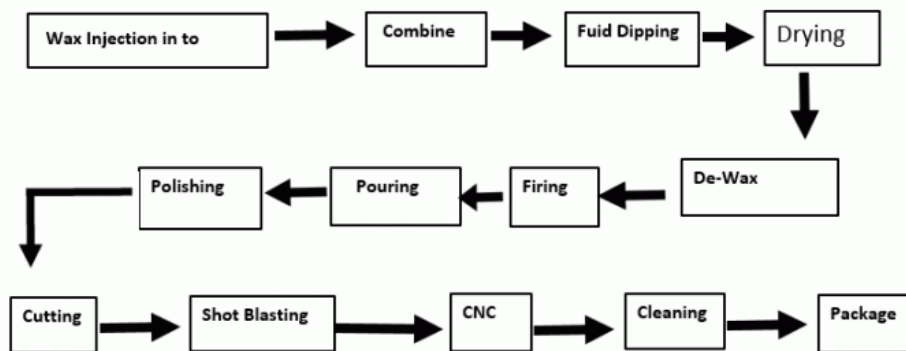 Wax Injection in to
Combine
Fuid Dipping
Drying
De-Wax
Firing
Pouring
Polishing
Cutting
Shot Blasting
CNC
Cleaning
Package